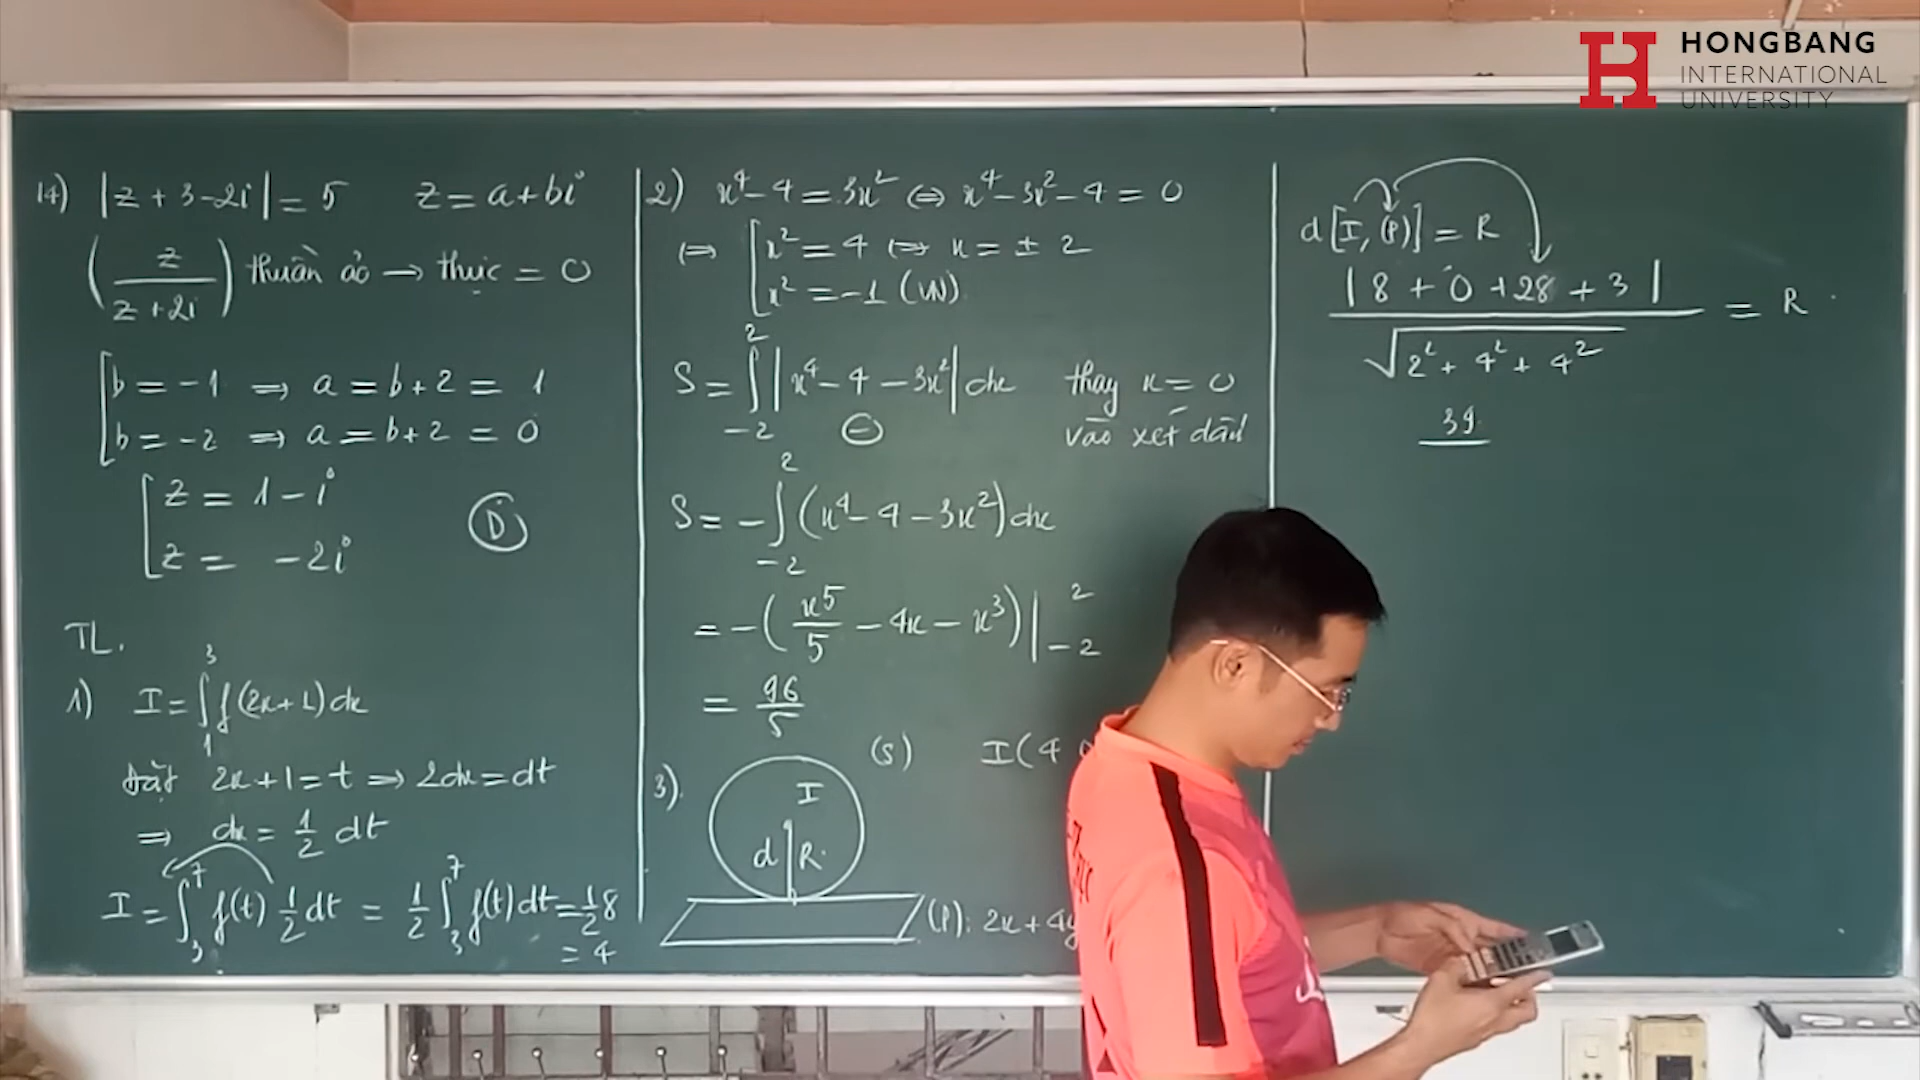 HONGBANG
INTERNATIONAL
UNIVERSITY
14) |z + 3 - 2i| = 5 z = a + bi
(z / (z + 2i)) thuần ảo → thực = 0
[b = -1 ⇒ a = b + 2 = 1
[b = -2 ⇒ a = b + 2 = 0
[z = 1 - i
[z = -2i
D
TL.
1) I = ∫₁³ f(2x+1)dx
Đặt 2x + 1 = t ⇒ 2dx = dt
⇒ dx = 1/2 dt
I = ∫₃⁷ f(t) 1/2 dt = 1/2 ∫₃⁷ f(t)dt = 1/2 8
= 4
2) x⁴ - 4 = 3x² ⇔ x⁴ - 3x² - 4 = 0
⇔ [x² = 4 ⇔ x = ± 2
[x² = -1 (VN)
S = ∫₋₂² |x⁴ - 4 - 3x²| dx thay x = 0
⊖ vào xét dấu
S = -∫₋₂² (x⁴ - 4 - 3x²)dx
= -(x⁵/5 - 4x - x³)|₋₂²
= 96/5
3). (S) I(4
I
d R.
(P): 2x + 4y
d[I, (P)] = R
|8 + 0 + 28 + 3| / √(2² + 4² + 4²) = R
39